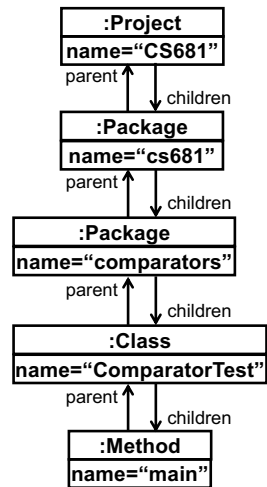 :Project
name=“CS681”
parent
children
:Package
name=“cs681”
parent
children
:Package
name=“comparators”
parent
children
:Class
name=“ComparatorTest”
parent
children
:Method
name=“main”